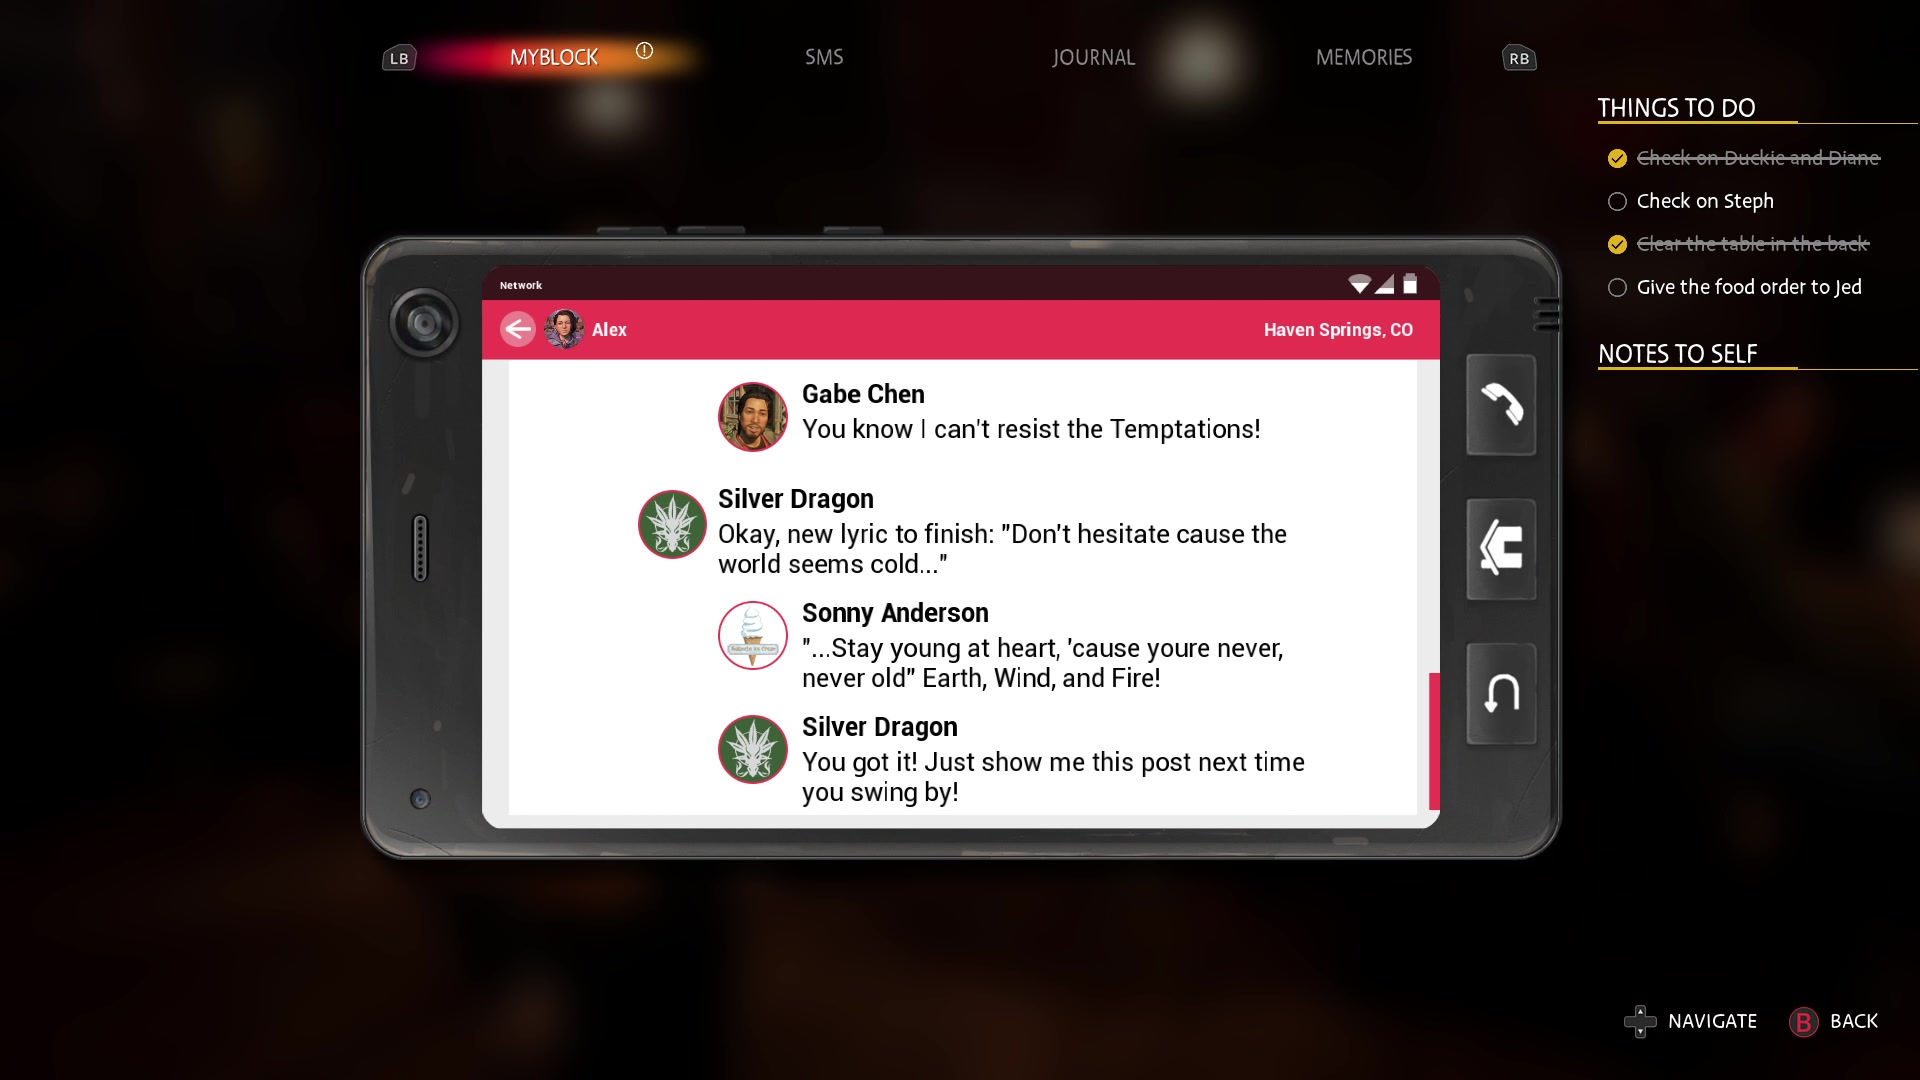 LB
MYBLOCK
SMS
JOURNAL
MEMORIES
RB
THINGS TO DO
Check on Duckie and Diane
Check on Steph
Clear the table in the back
Give the food order to Jed
NOTES TO SELF
Network
Alex
Haven Springs, CO
Gabe Chen
You know I can't resist the Temptations!
Silver Dragon
Okay, new lyric to finish: "Don't hesitate cause the
world seems cold..."
Sonny Anderson
"...Stay young at heart, 'cause youre never,
never old" Earth, Wind, and Fire!
Silver Dragon
You got it! Just show me this post next time
you swing by!
NAVIGATE
B BACK